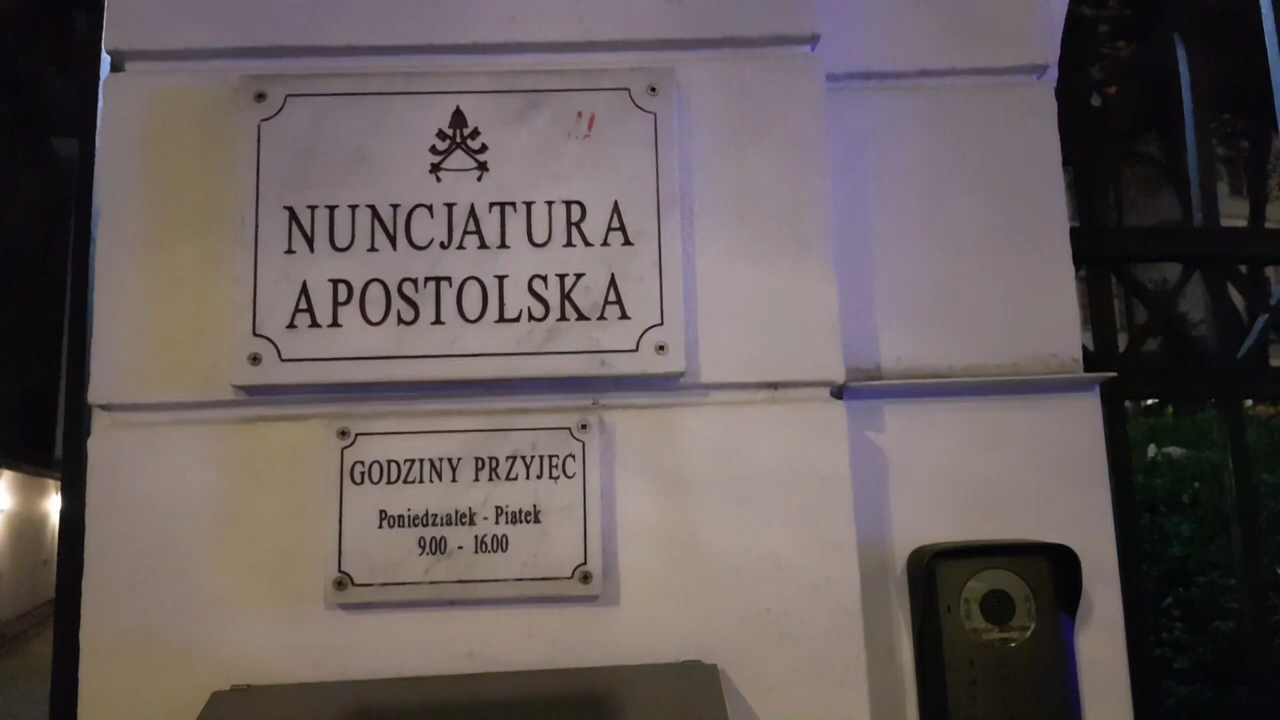 NUNCJATURA
APOSTOLSKA
GODZINY PRZYJĘĆ
Poniedziałek - Piątek
9.00 - 16.00